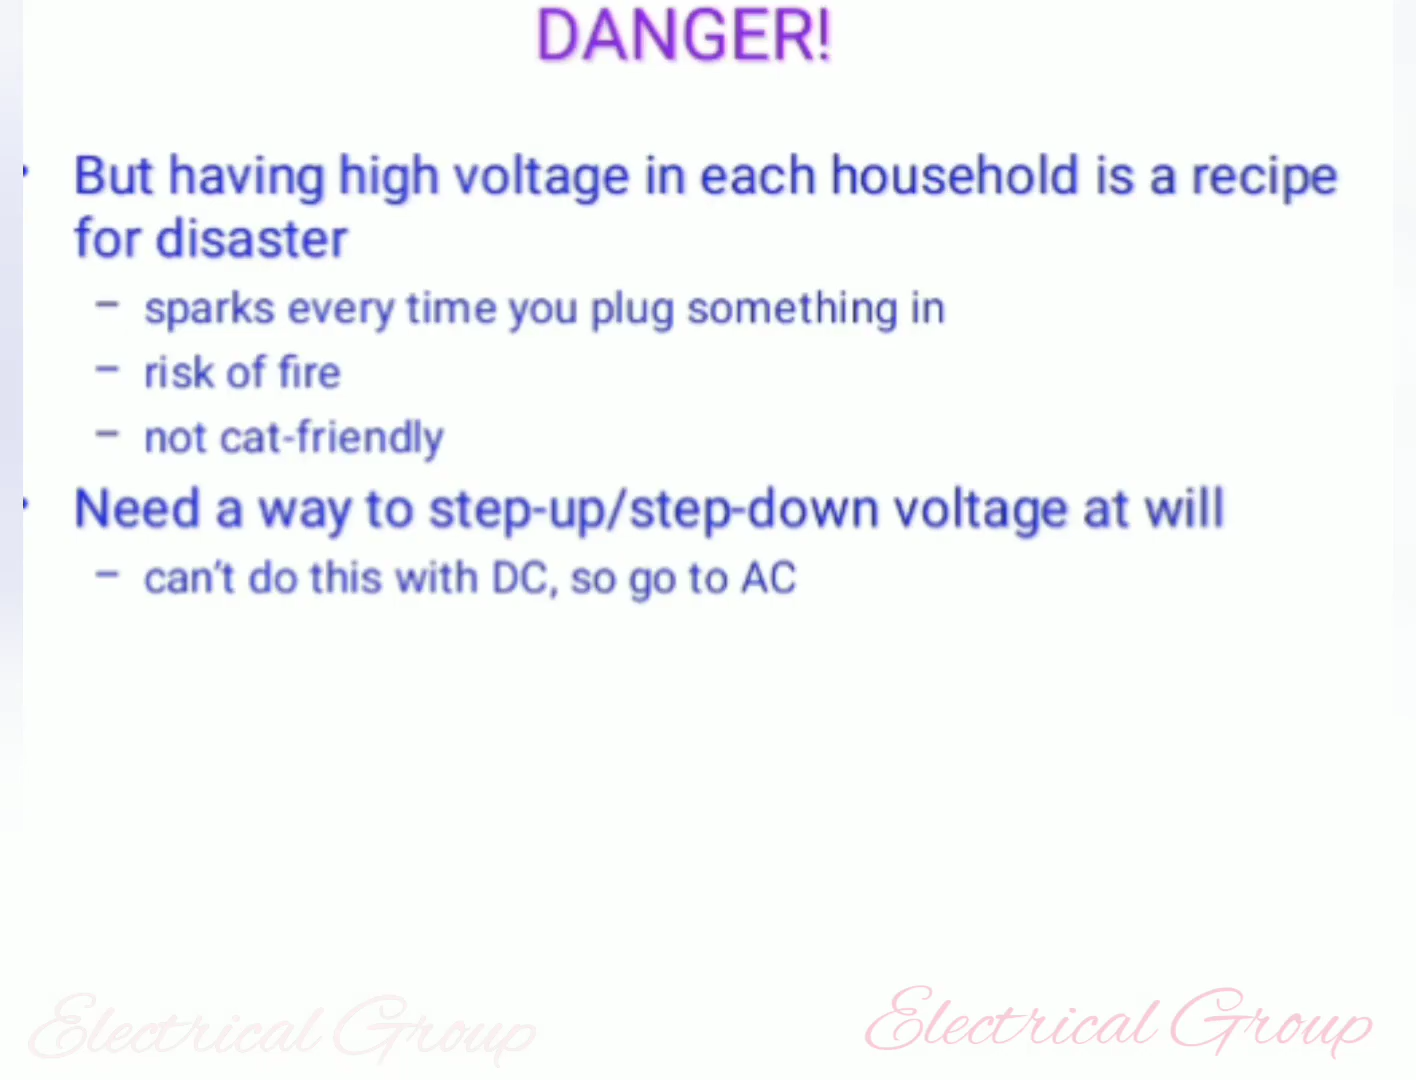 DANGER!
• But having high voltage in each household is a recipe
for disaster
– sparks every time you plug something in
– risk of fire
– not cat-friendly
• Need a way to step-up/step-down voltage at will
– can't do this with DC, so go to AC
Electrical Group
Electrical Group